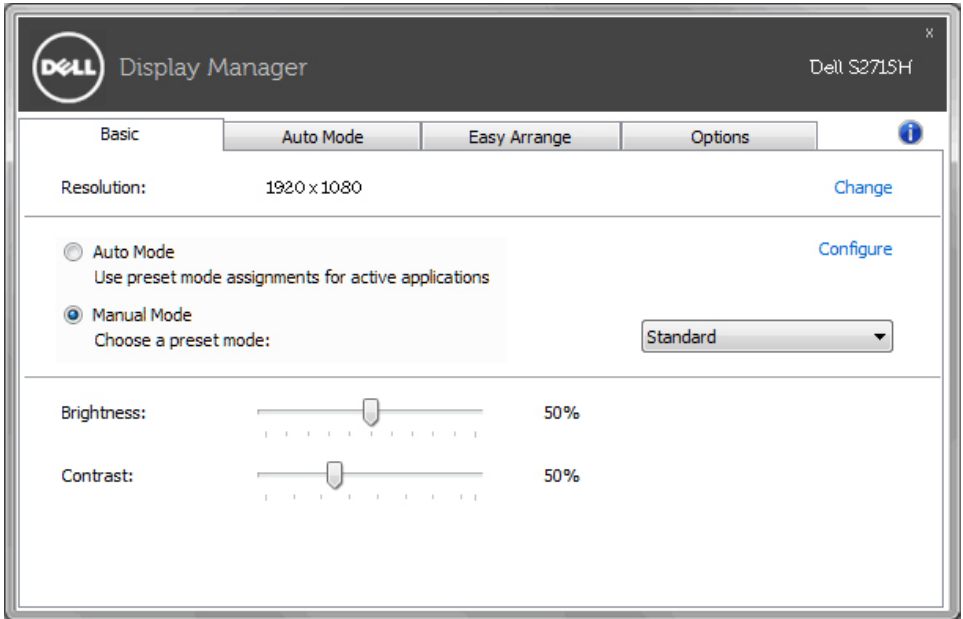 x
DELL Display Manager Dell S2715H
Basic Auto Mode Easy Arrange Options i
Resolution: 1920 x 1080 Change
Auto Mode Configure
Use preset mode assignments for active applications
Manual Mode
Choose a preset mode: Standard
Brightness: 50%
Contrast: 50%